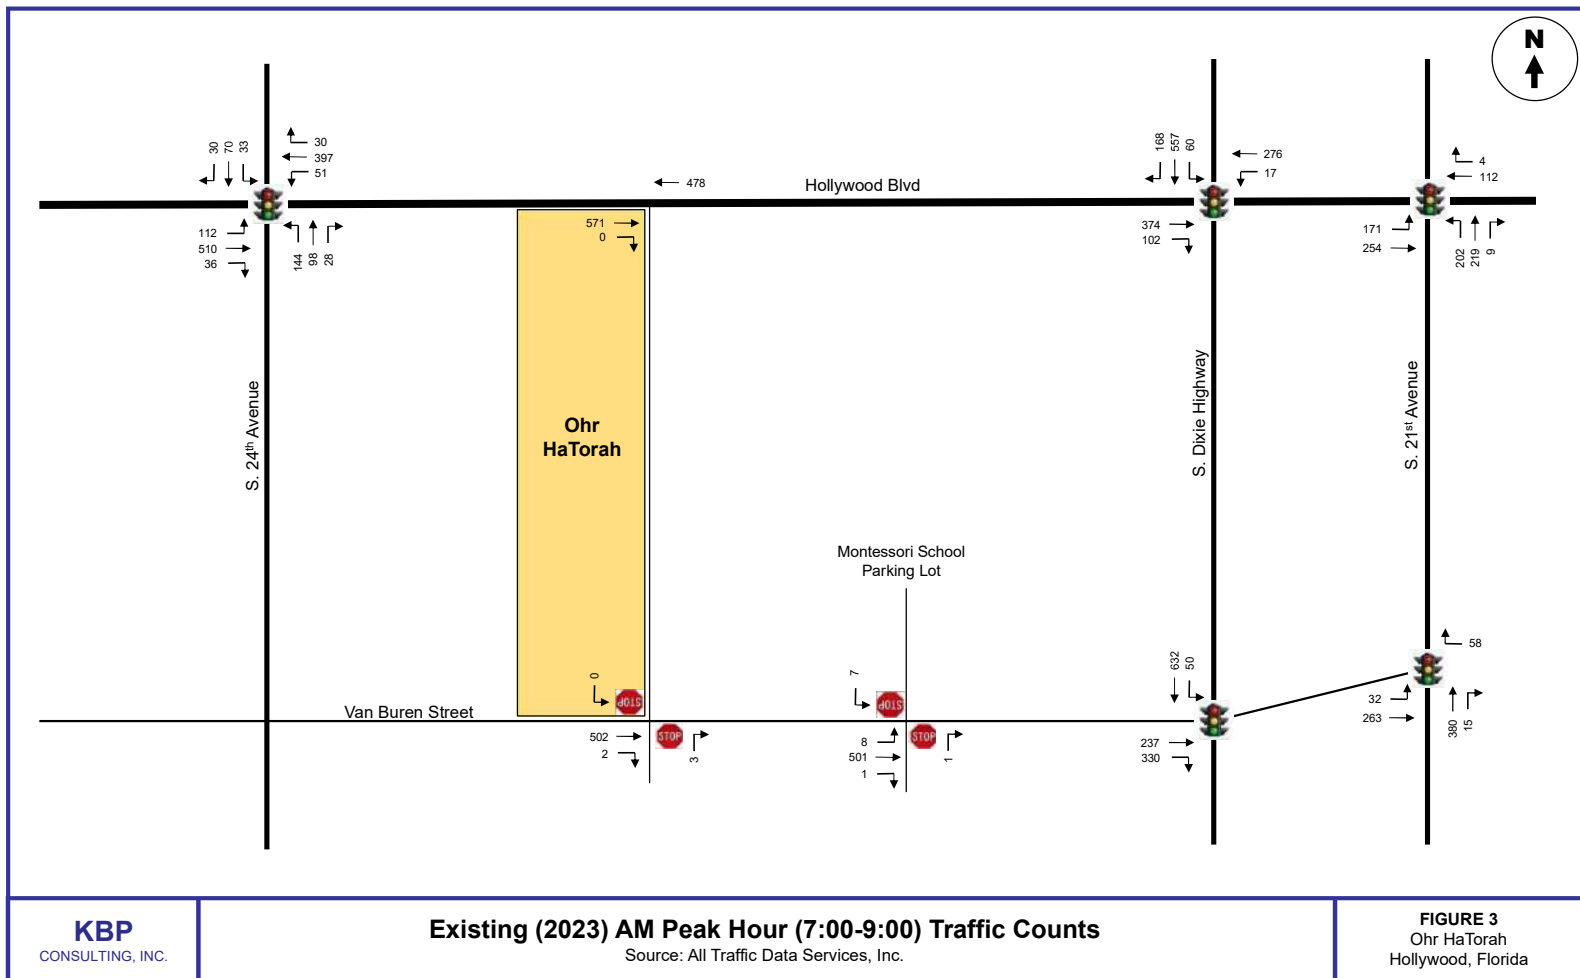 N
30
70
33
30
397
51
112
510
36
144
98
28
478
Hollywood Blvd
571
0
168
557
60
276
17
374
102
4
112
171
254
202
219
9
S. 24th Avenue
Ohr
HaTorah
S. Dixie Highway
S. 21st Avenue
Montessori School
Parking Lot
0
STOP
Van Buren Street
502
2
STOP
3
7
STOP
8
501
1
STOP
1
632
50
237
330
58
32
263
380
15
KBP
CONSULTING, INC.
Existing (2023) AM Peak Hour (7:00-9:00) Traffic Counts
Source: All Traffic Data Services, Inc.
FIGURE 3
Ohr HaTorah
Hollywood, Florida